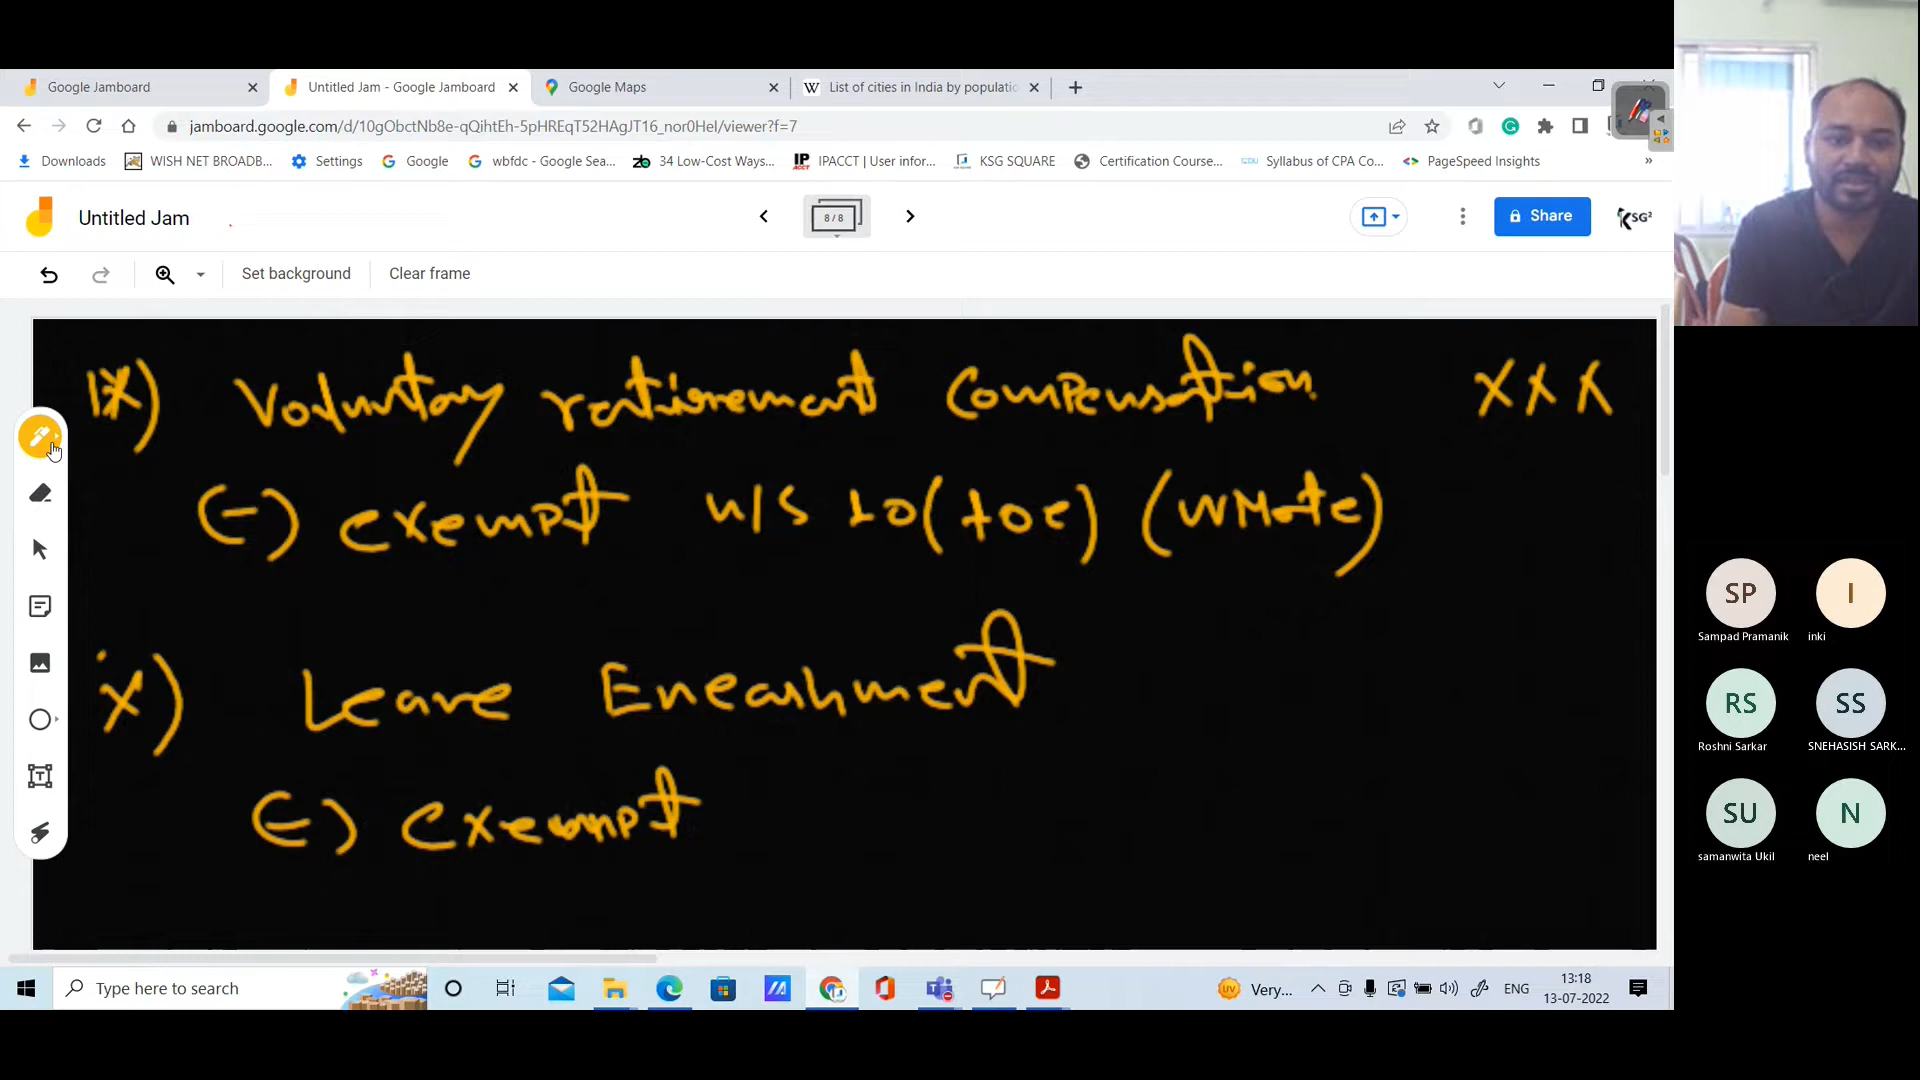 Google Jamboard
Untitled Jam - Google Jamboard
Google Maps
W List of cities in India by populatio
jamboard.google.com/d/10gObctNb8e-qQihtEh-5pHREqT52HAgJT16_nor0HeI/viewer?f=7
Downloads WISH NET BROADB... Settings Google wbfdc - Google Sea... 34 Low-Cost Ways... IPACCT | User infor... KSG SQUARE Certification Course... Syllabus of CPA Co... PageSpeed Insights »
Untitled Jam
8 / 8
Share
KSG²
Set background
Clear frame
ix) Voluntary retirement Compensation XXX
(-) exempt u/s 10(10c) (WNote)
x) Leave Encashment
(-) exempt
SP
Sampad Pramanik
I
inki
RS
Roshni Sarkar
SS
SNEHASISH SARK...
SU
samanwita Ukil
N
neel
Type here to search
UV Very...
ENG
13:18
13-07-2022